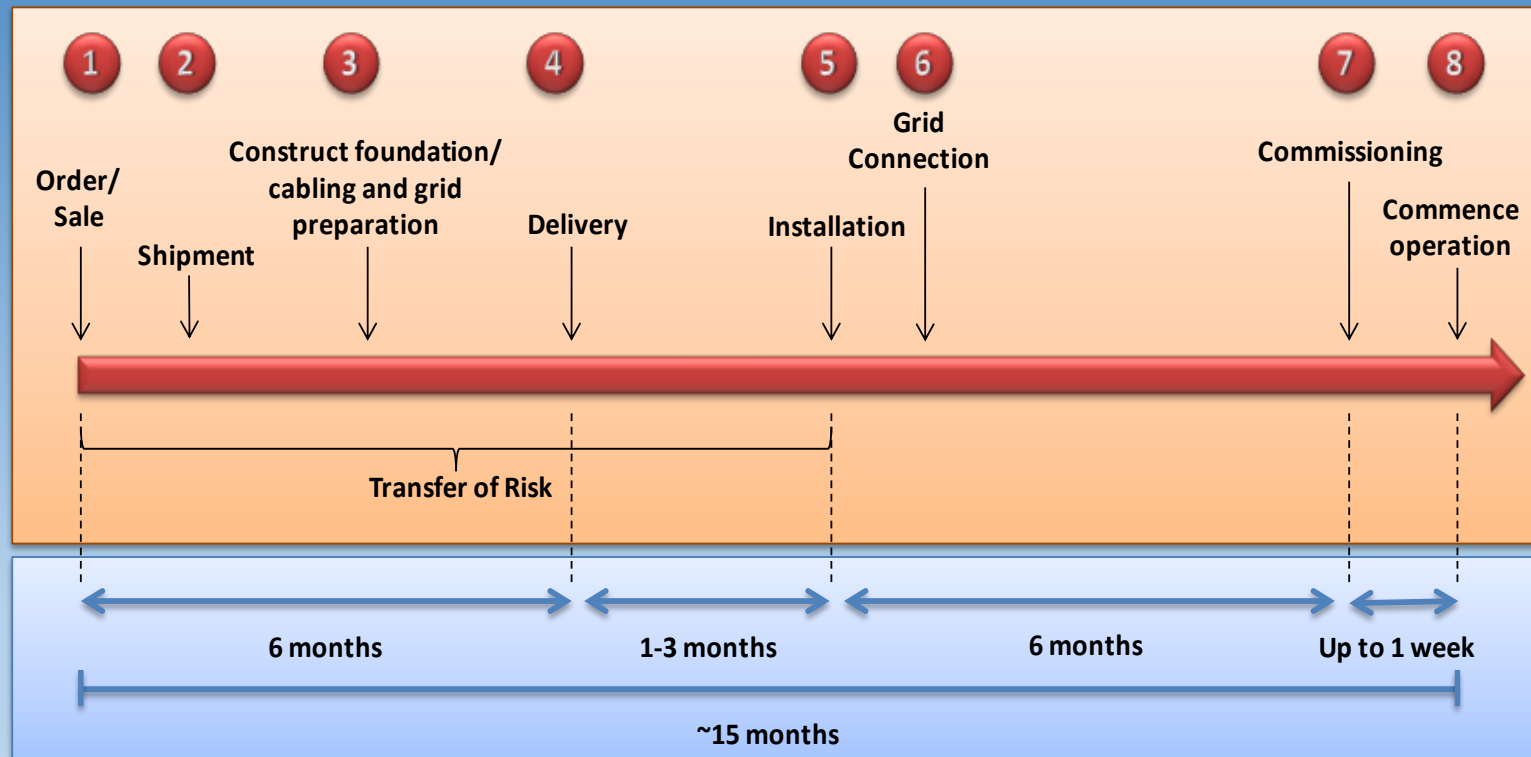 1
2
3
4
5
6
7
8
Order/
Sale
Shipment
Construct foundation/
cabling and grid
preparation
Delivery
Installation
Grid
Connection
Commissioning
Commence
operation
Transfer of Risk
6 months
1-3 months
6 months
Up to 1 week
~15 months